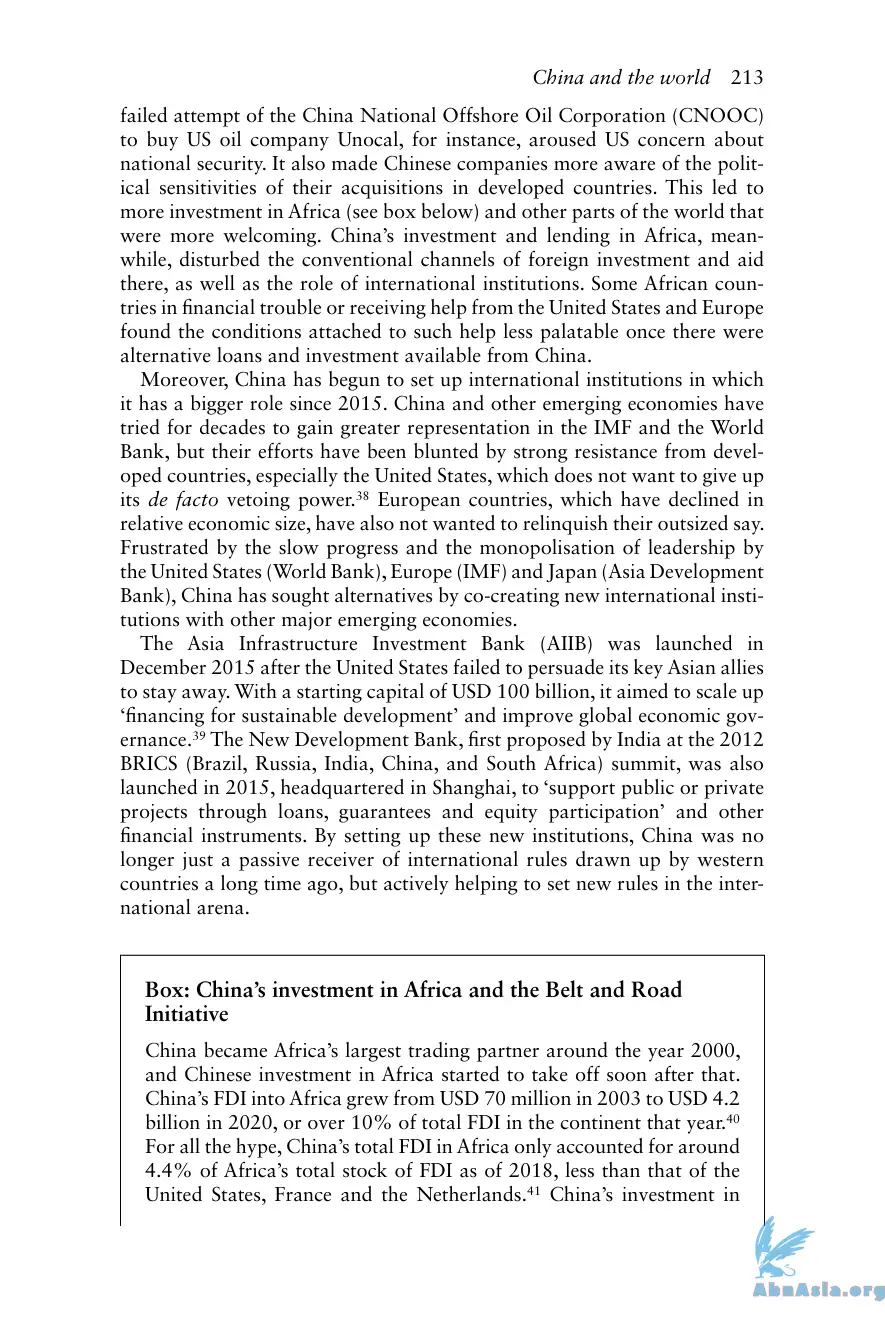 China and the world 213
failed attempt of the China National Offshore Oil Corporation (CNOOC)
to buy US oil company Unocal, for instance, aroused US concern about
national security. It also made Chinese companies more aware of the polit-
ical sensitivities of their acquisitions in developed countries. This led to
more investment in Africa (see box below) and other parts of the world that
were more welcoming. China’s investment and lending in Africa, mean-
while, disturbed the conventional channels of foreign investment and aid
there, as well as the role of international institutions. Some African coun-
tries in financial trouble or receiving help from the United States and Europe
found the conditions attached to such help less palatable once there were
alternative loans and investment available from China.
Moreover, China has begun to set up international institutions in which
it has a bigger role since 2015. China and other emerging economies have
tried for decades to gain greater representation in the IMF and the World
Bank, but their efforts have been blunted by strong resistance from devel-
oped countries, especially the United States, which does not want to give up
its de facto vetoing power.³⁸ European countries, which have declined in
relative economic size, have also not wanted to relinquish their outsized say.
Frustrated by the slow progress and the monopolisation of leadership by
the United States (World Bank), Europe (IMF) and Japan (Asia Development
Bank), China has sought alternatives by co-creating new international insti-
tutions with other major emerging economies.
The Asia Infrastructure Investment Bank (AIIB) was launched in
December 2015 after the United States failed to persuade its key Asian allies
to stay away. With a starting capital of USD 100 billion, it aimed to scale up
‘financing for sustainable development’ and improve global economic gov-
ernance.³⁹ The New Development Bank, first proposed by India at the 2012
BRICS (Brazil, Russia, India, China, and South Africa) summit, was also
launched in 2015, headquartered in Shanghai, to ‘support public or private
projects through loans, guarantees and equity participation’ and other
financial instruments. By setting up these new institutions, China was no
longer just a passive receiver of international rules drawn up by western
countries a long time ago, but actively helping to set new rules in the inter-
national arena.
Box: China’s investment in Africa and the Belt and Road
Initiative
China became Africa’s largest trading partner around the year 2000,
and Chinese investment in Africa started to take off soon after that.
China’s FDI into Africa grew from USD 70 million in 2003 to USD 4.2
billion in 2020, or over 10% of total FDI in the continent that year.⁴⁰
For all the hype, China’s total FDI in Africa only accounted for around
4.4% of Africa’s total stock of FDI as of 2018, less than that of the
United States, France and the Netherlands.⁴¹ China’s investment in
AbnAsia.org